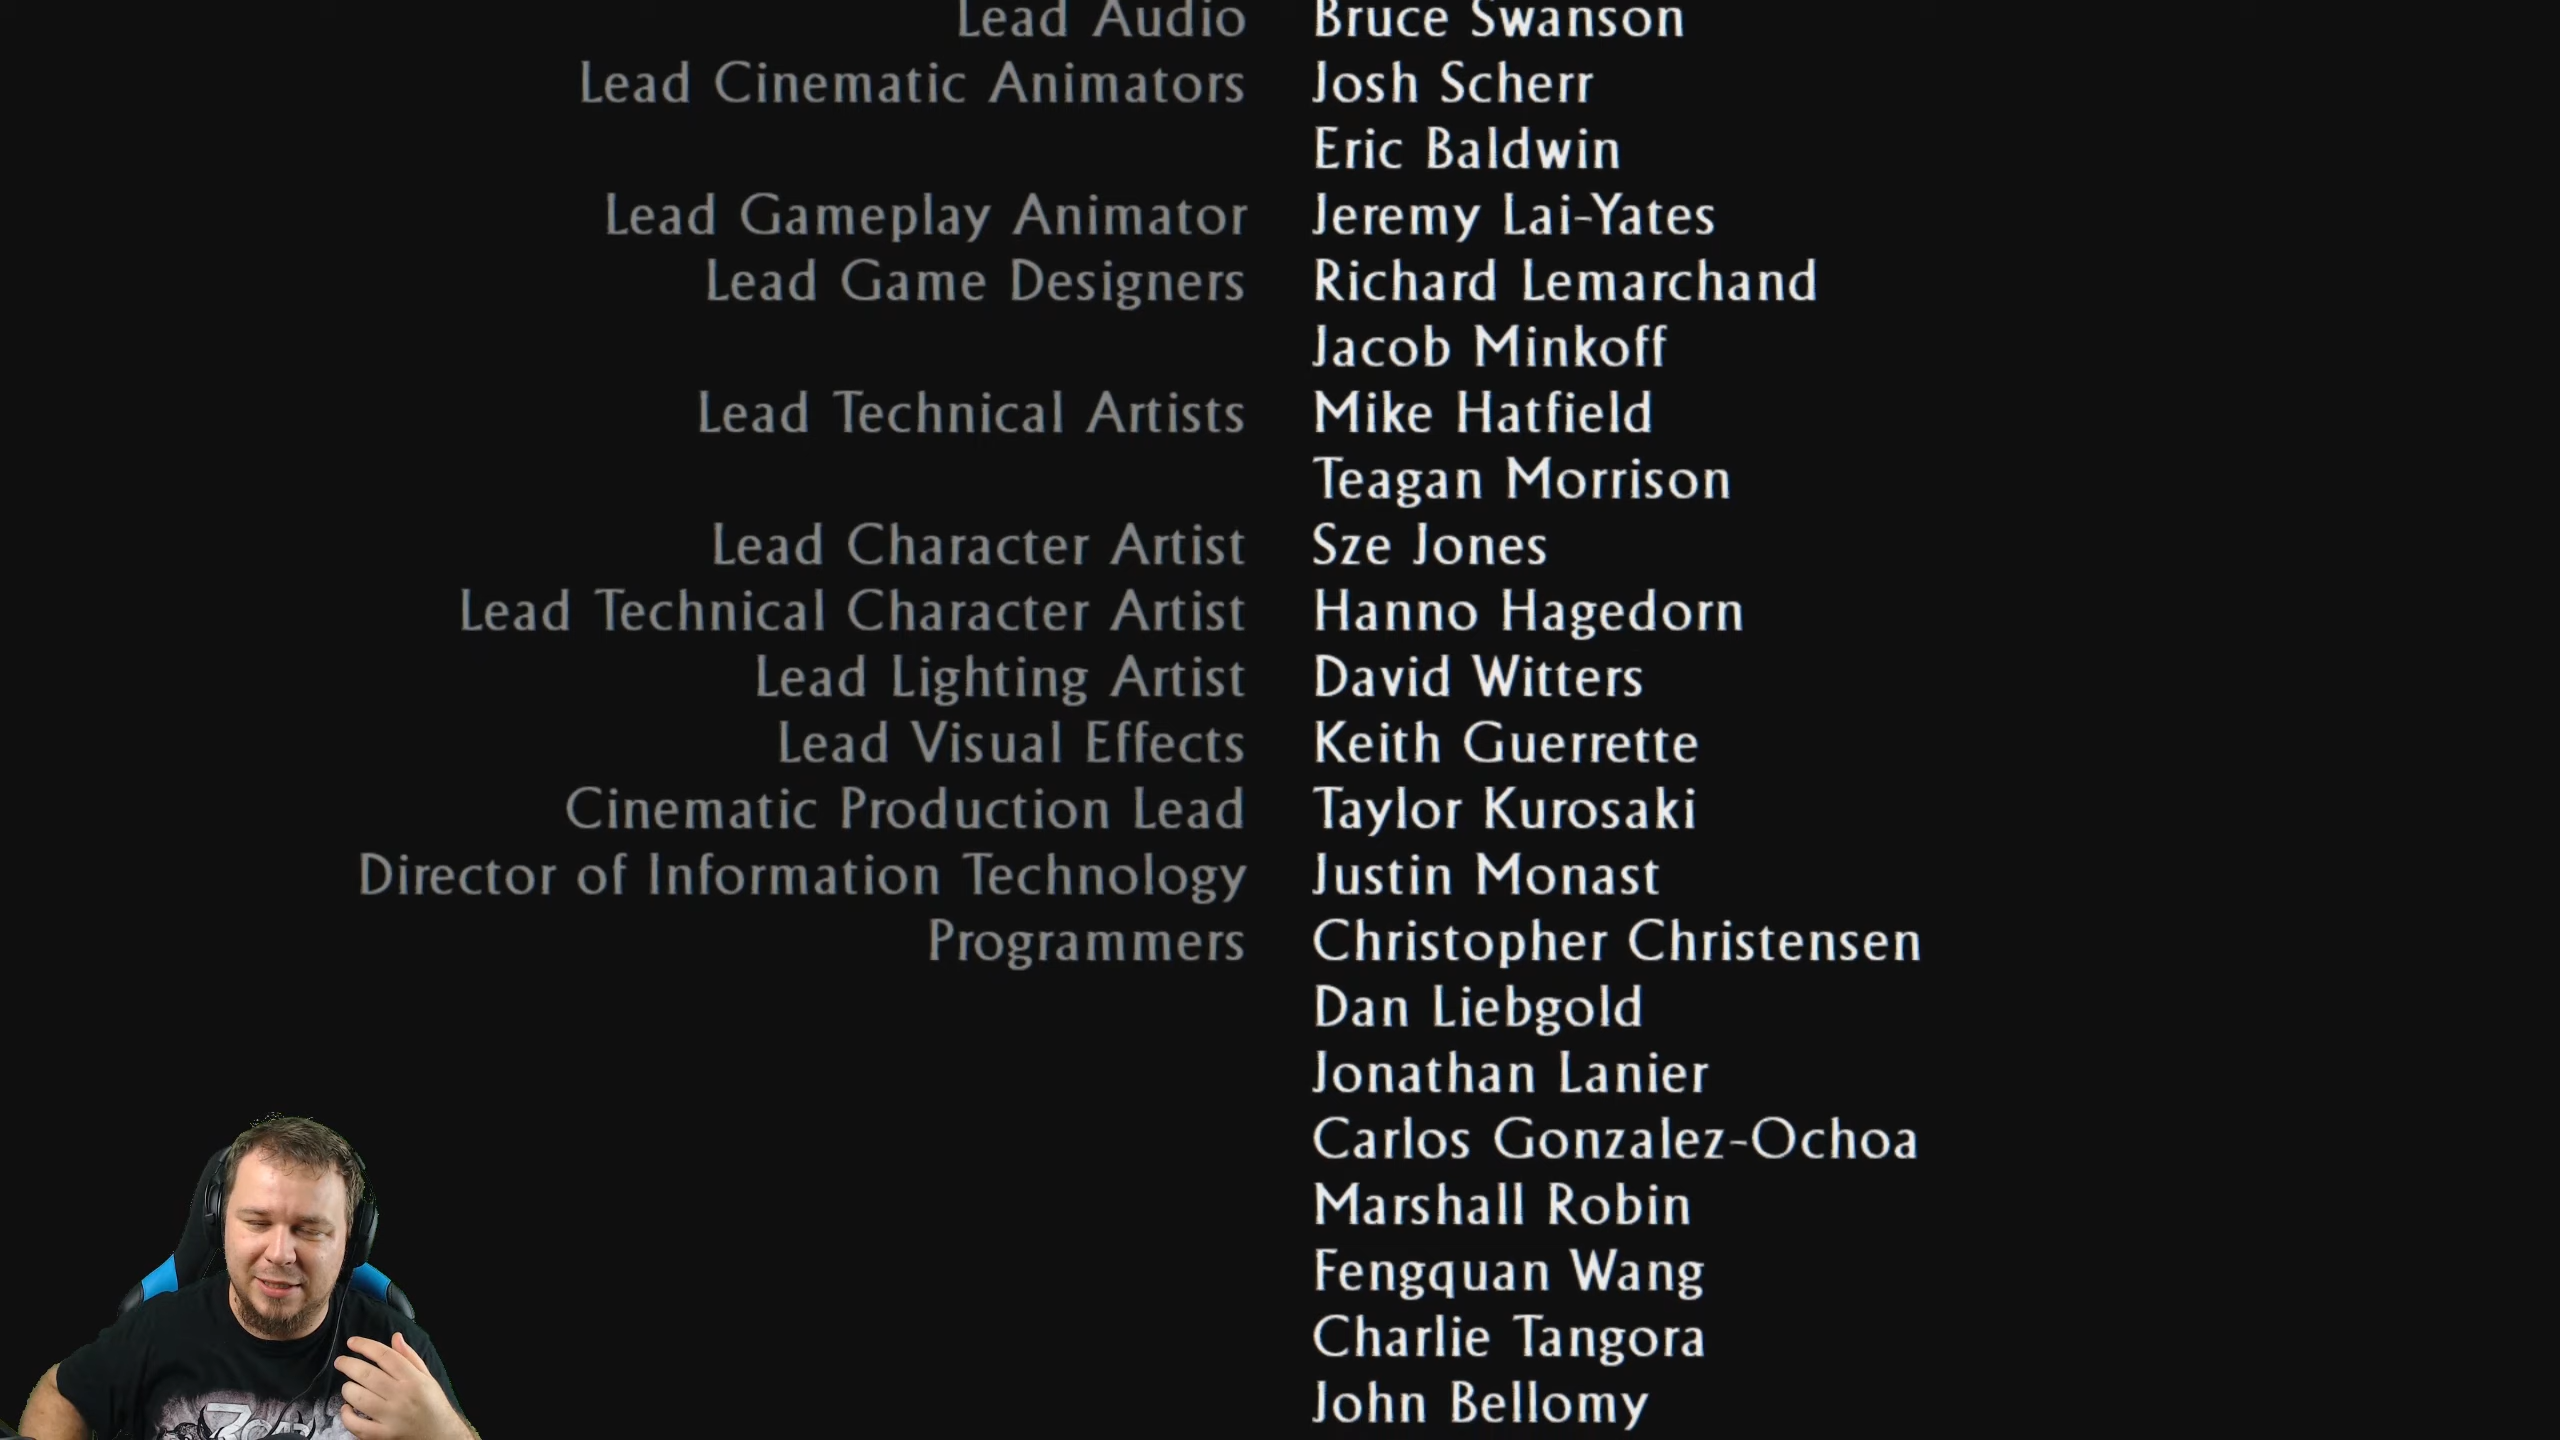 Lead Audio Bruce Swanson
Lead Cinematic Animators Josh Scherr
Eric Baldwin
Lead Gameplay Animator Jeremy Lai-Yates
Lead Game Designers Richard Lemarchand
Jacob Minkoff
Lead Technical Artists Mike Hatfield
Teagan Morrison
Lead Character Artist Sze Jones
Lead Technical Character Artist Hanno Hagedorn
Lead Lighting Artist David Witters
Lead Visual Effects Keith Guerrette
Cinematic Production Lead Taylor Kurosaki
Director of Information Technology Justin Monast
Programmers Christopher Christensen
Dan Liebgold
Jonathan Lanier
Carlos Gonzalez-Ochoa
Marshall Robin
Fengquan Wang
Charlie Tangora
John Bellomy